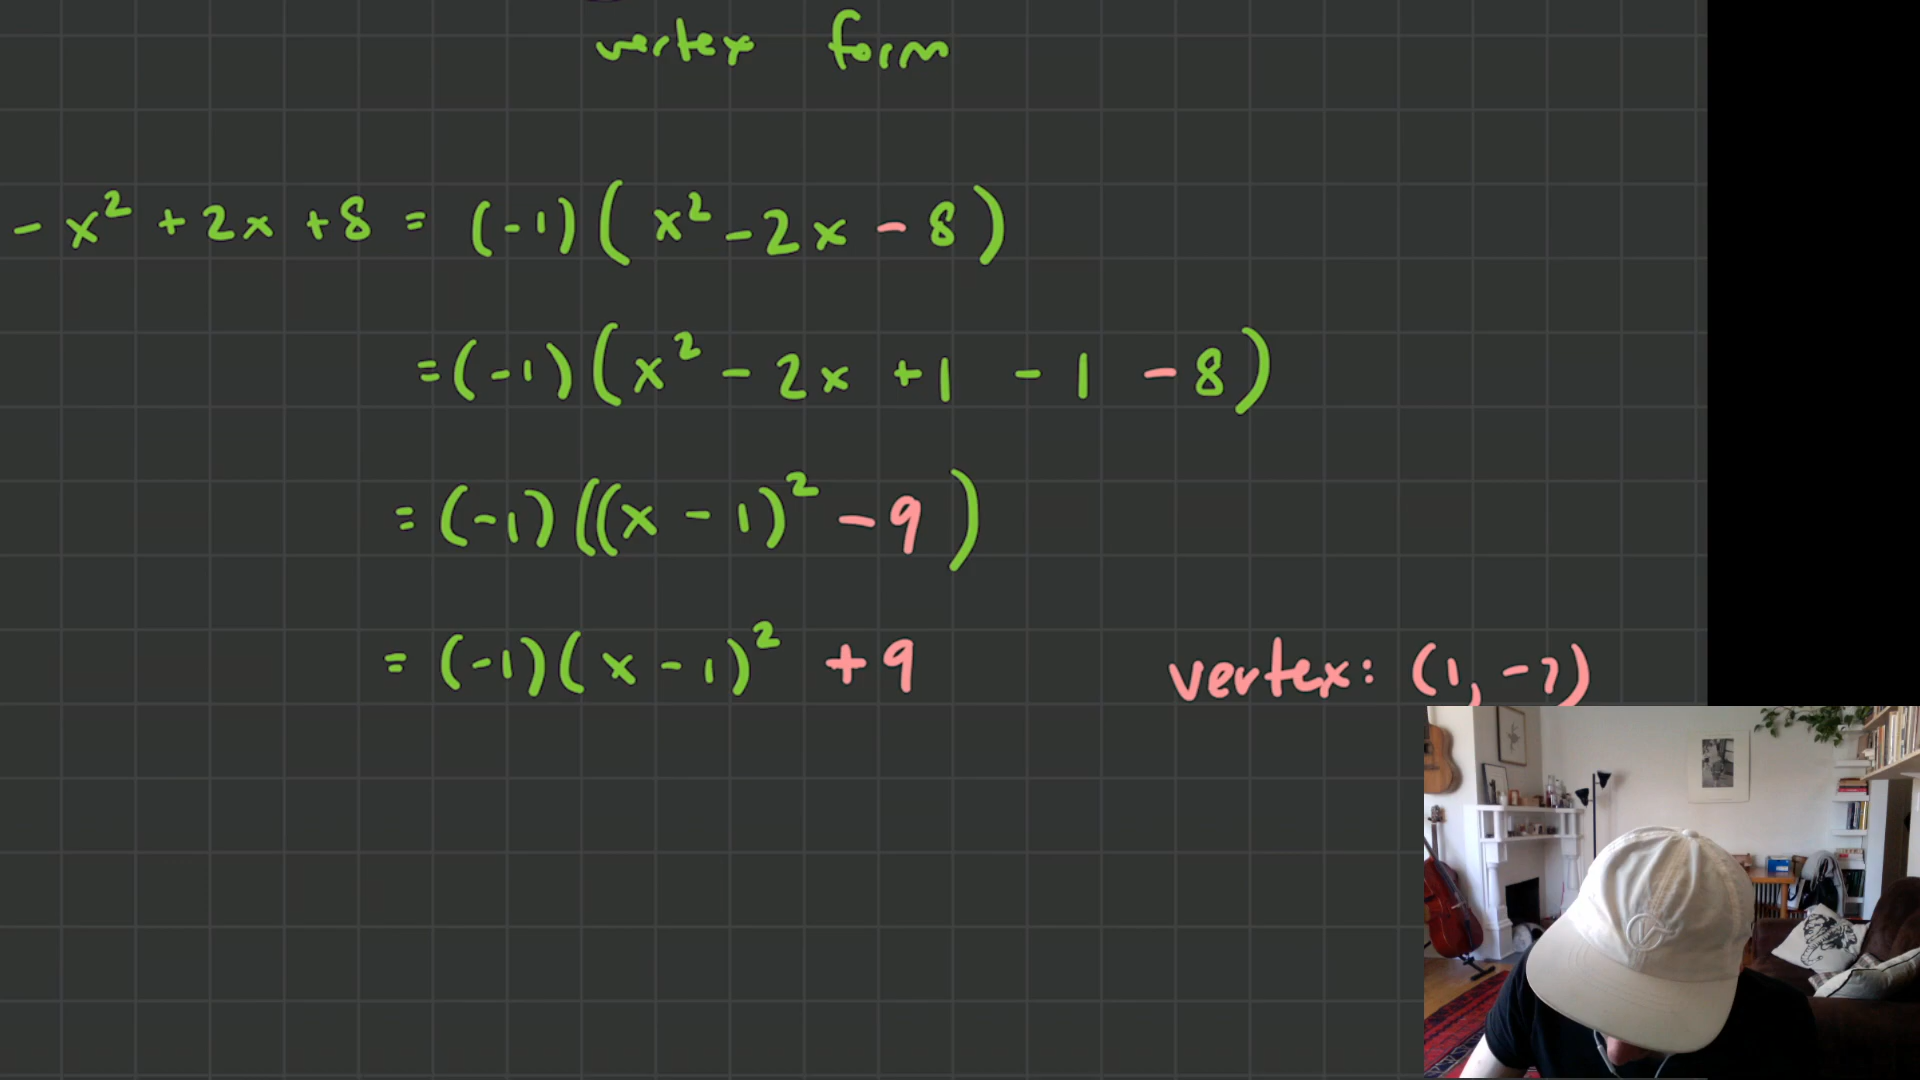 vertex form
- x² + 2x + 8 = (-1)(x² - 2x - 8)
= (-1)(x² - 2x + 1 - 1 - 8)
= (-1)((x - 1)² - 9)
= (-1)(x - 1)² + 9
vertex: (1, -7)